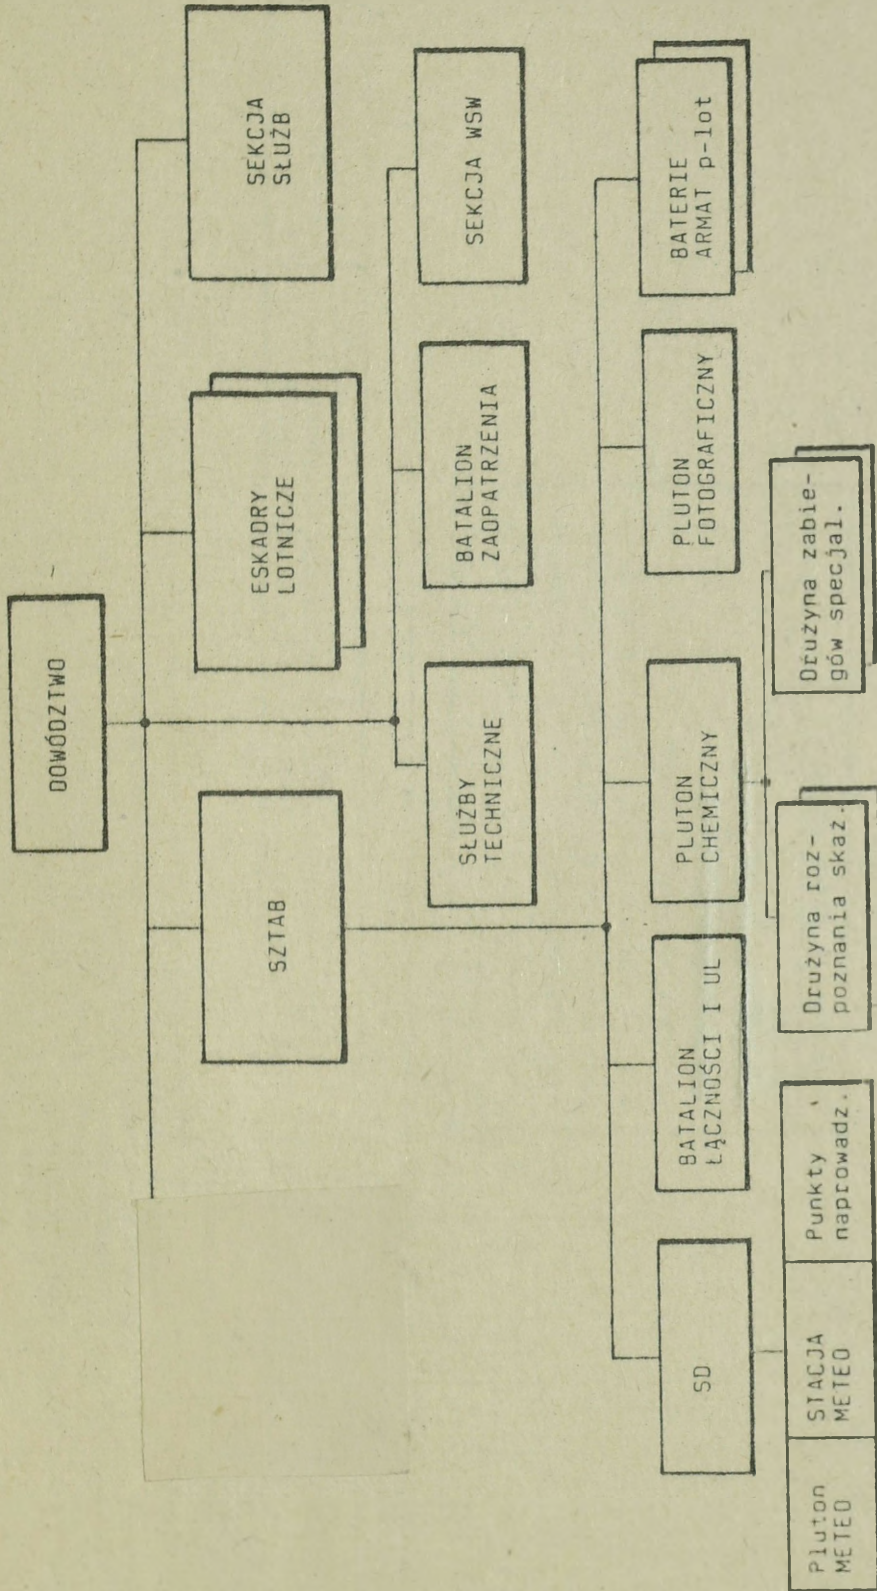 DOWÓDZTWO
SZTAB
ESKADRY
LOTNICZE
SEKCJA
SŁUŻB
SŁUŻBY
TECHNICZNE
BATALION
ZAOPATRZENIA
SEKCJA WSW
SD
BATALION
ŁĄCZNOŚCI I UL
PLUTON
CHEMICZNY
PLUTON
FOTOGRAFICZNY
BATERIE
ARMAT p-lot
Pluton
METEO
STACJA
METEO
Punkty
naprowadz.
Drużyna roz-
poznania skaż.
Drużyna zabie-
gów specjal.